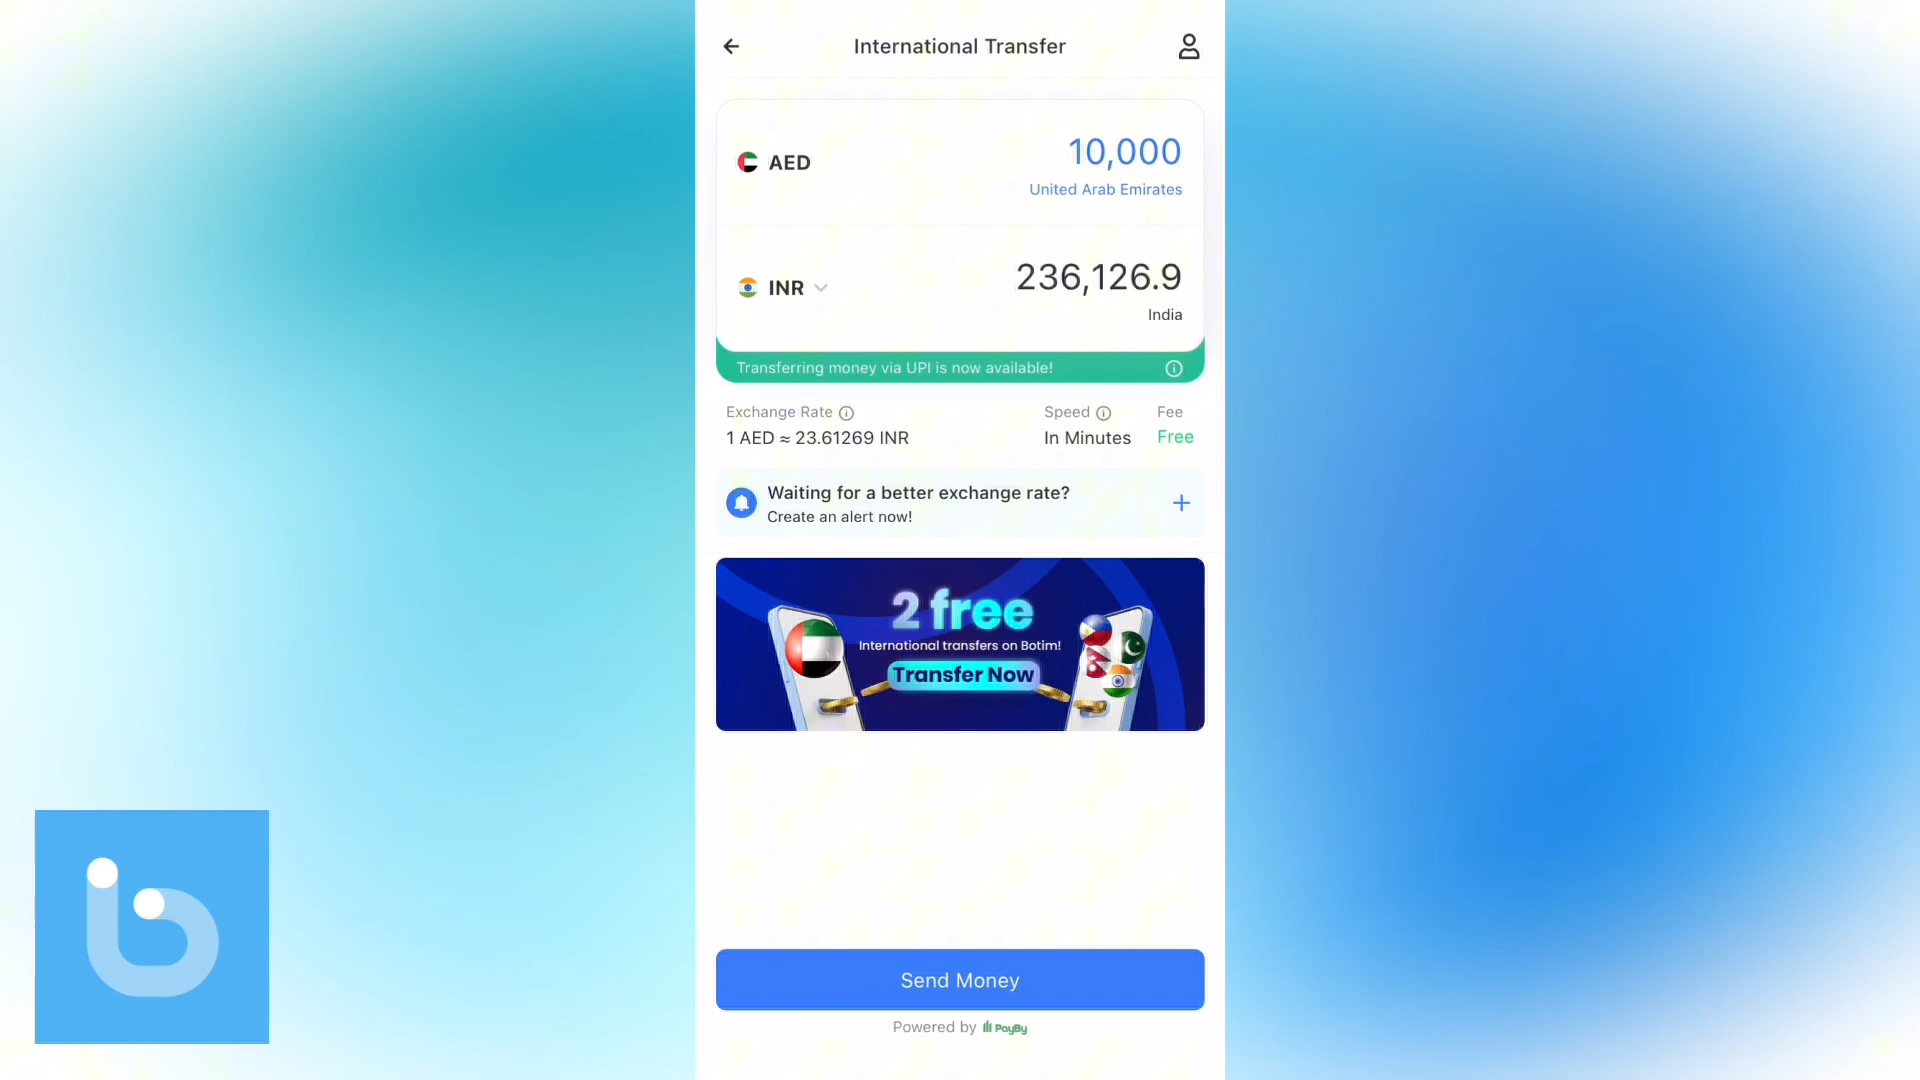 International Transfer
AED
10,000
United Arab Emirates
INR
236,126.9
India
Transferring money via UPI is now available!
Exchange Rate
1 AED ≈ 23.61269 INR
Speed
In Minutes
Fee
Free
Waiting for a better exchange rate?
Create an alert now!
2 free
International transfers on Botim!
Transfer Now
Send Money
Powered by PayBy